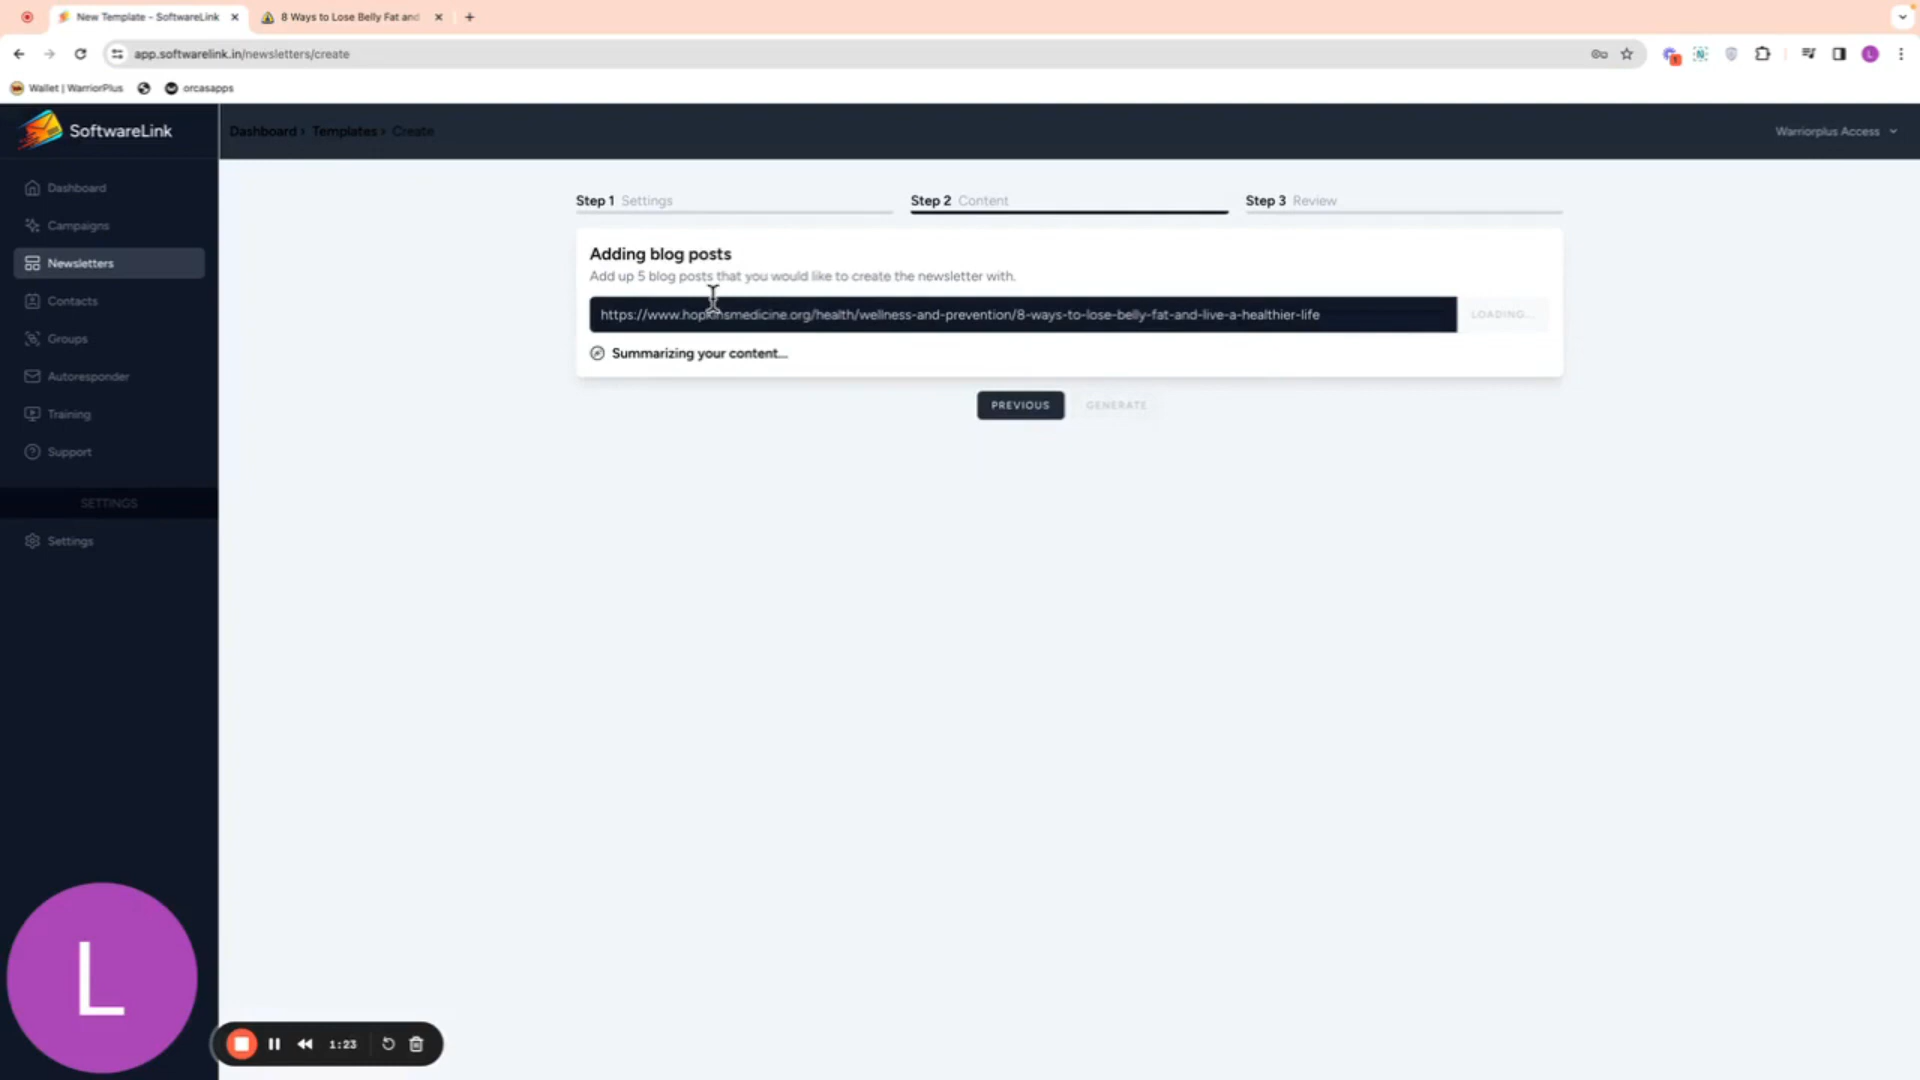 New Template - SoftwareLink
8 Ways to Lose Belly Fat and
app.softwarelink.in/newsletters/create
Wallet | WarriorPlus
orcasapps
SoftwareLink
Dashboard › Templates › Create
Warriorplus Access
Dashboard
Campaigns
Newsletters
Contacts
Groups
Autoresponder
Training
Support
SETTINGS
Settings
Step 1 Settings
Step 2 Content
Step 3 Review
Adding blog posts
Add up 5 blog posts that you would like to create the newsletter with.
https://www.hopkinsmedicine.org/health/wellness-and-prevention/8-ways-to-lose-belly-fat-and-live-a-healthier-life
LOADING...
Summarizing your content...
PREVIOUS
GENERATE
L
L
1:23